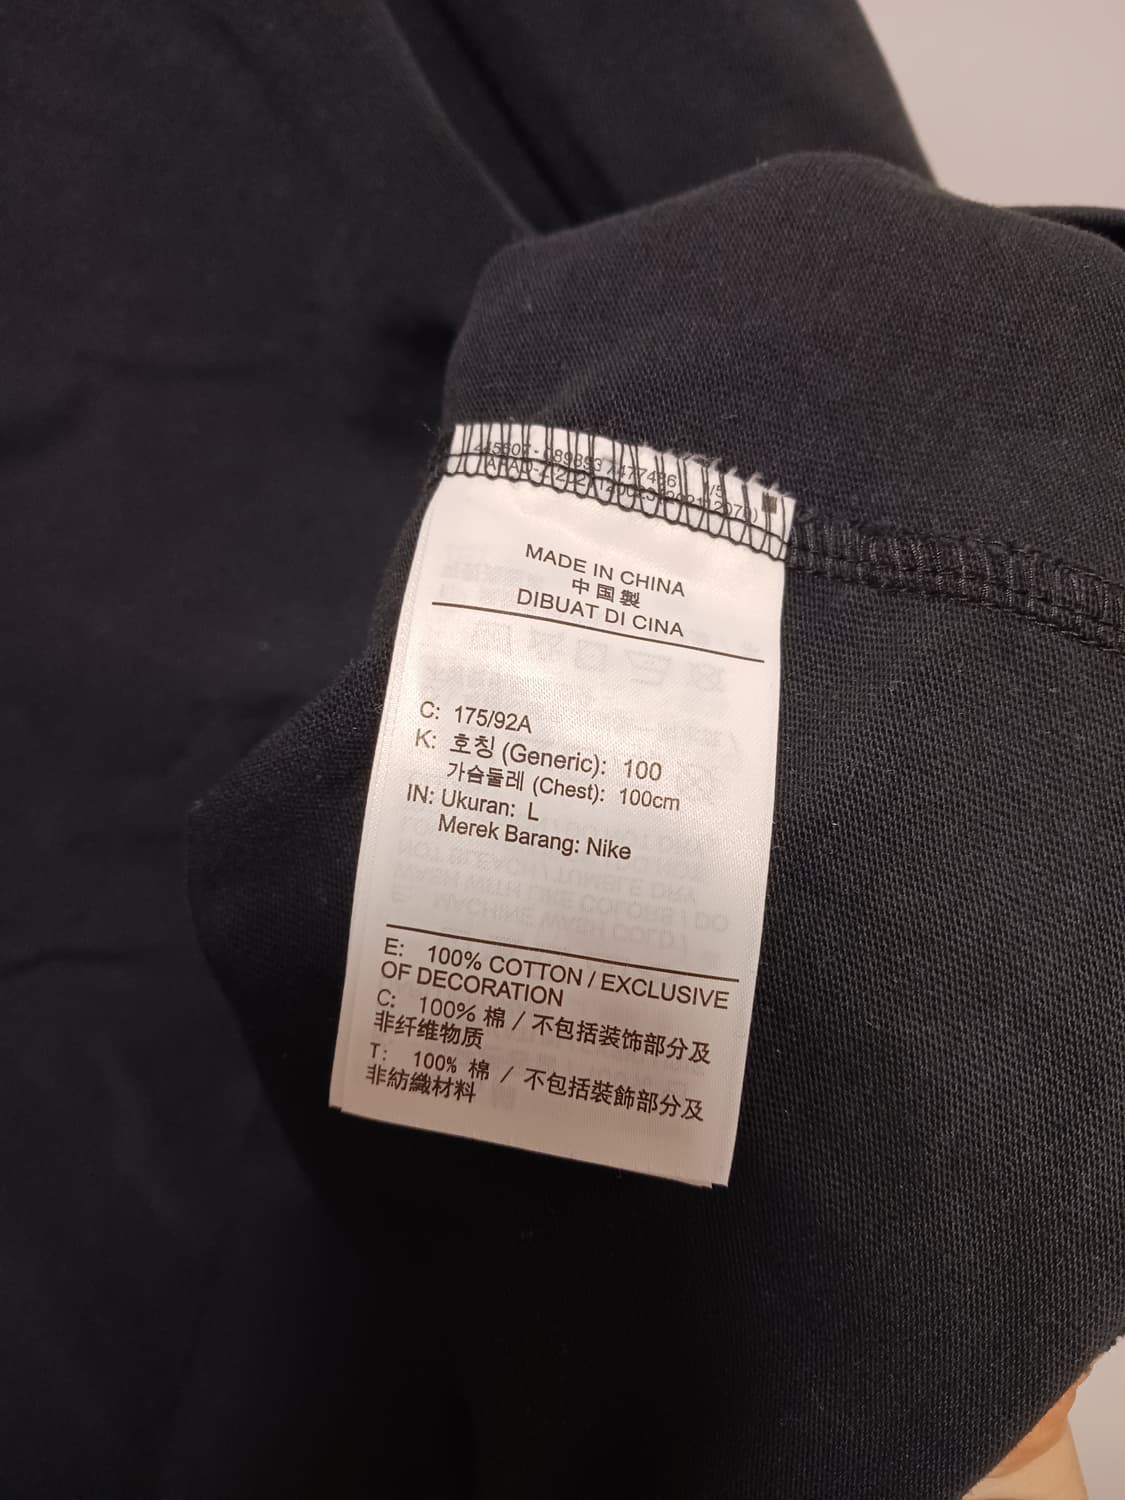 MADE IN CHINA
中国製
DIBUAT DI CINA
C: 175/92A
K: 호칭 (Generic): 100
가슴둘레 (Chest): 100cm
IN: Ukuran: L
Merek Barang: Nike
E: 100% COTTON / EXCLUSIVE
OF DECORATION
C: 100% 棉 / 不包括装饰部分及
非纤维物质
T: 100% 棉 / 不包括裝飾部分及
非紡織材料